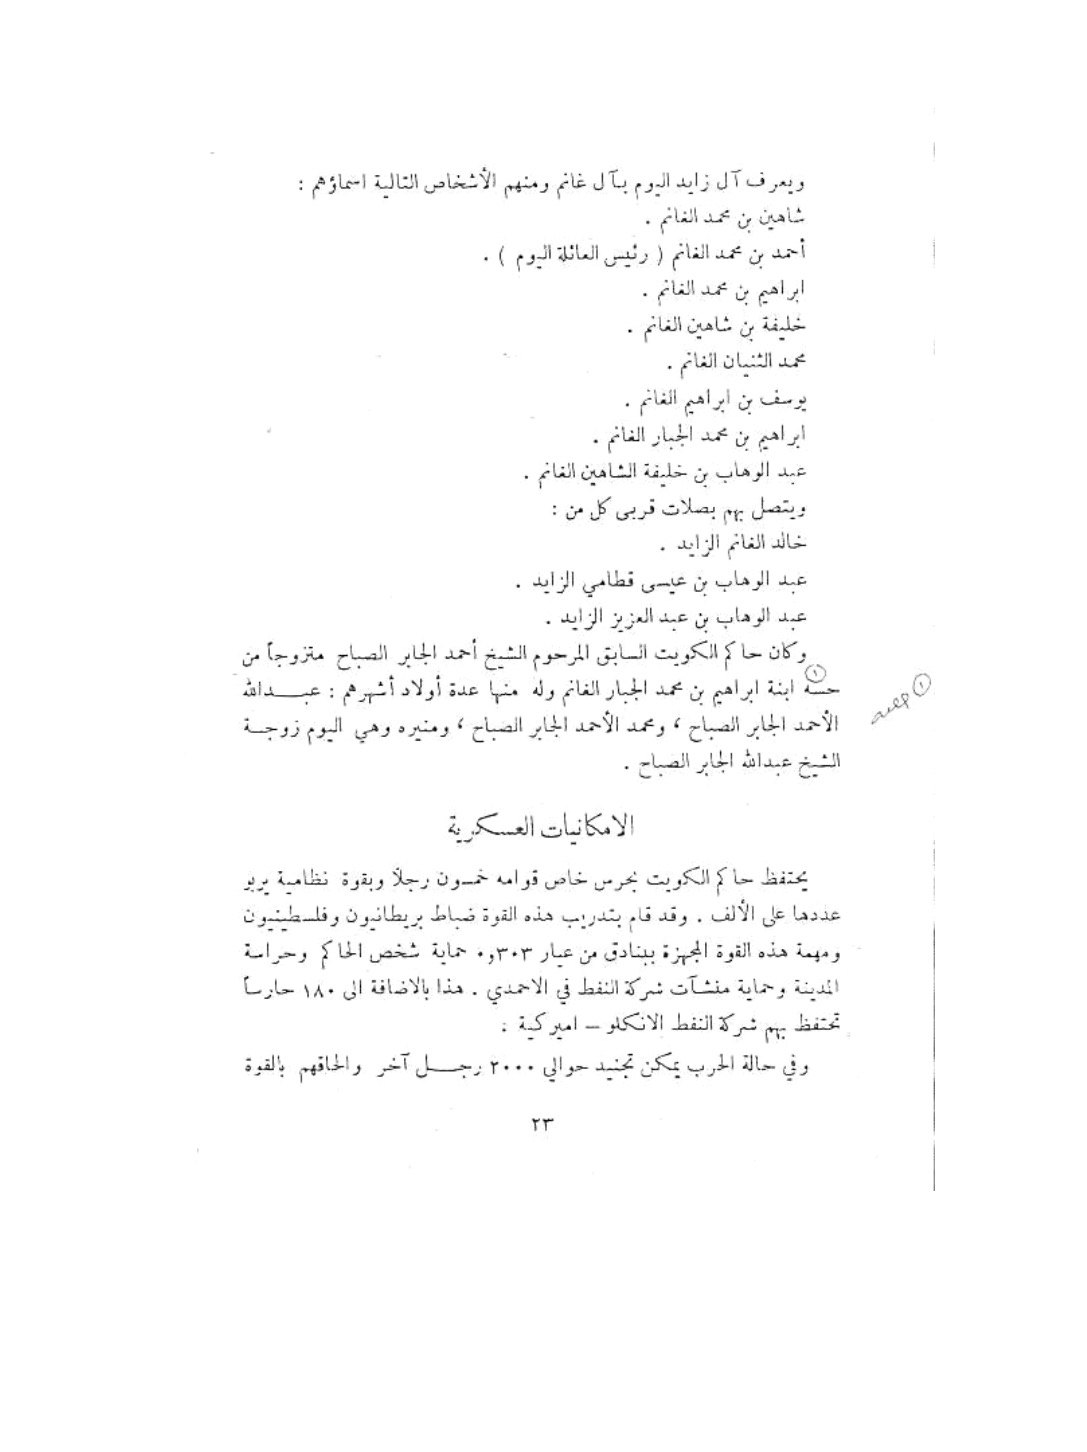 ويعرف آل زايد اليوم بـآل غانم ومنهم الأشخاص التالية اسماؤهم :
شاهين بن محمد الغانم .
أحمد بن محمد الغانم ( رئيس العائلة اليوم ) .
ابراهيم بن محمد الغانم .
خليفة بن شاهين الغانم .
محمد الثنيان الغانم .
يوسف بن ابراهيم الغانم .
ابراهيم بن محمد الجبار الغانم .
عبد الوهاب بن خليفة الشاهين الغانم .
ويتصل بهم بصلات قربى كل من :
خالد الغانم الزايد .
عبد الوهاب بن عيسى قطامي الزايد .
عبد الوهاب بن عبد العزيز الزايد .
وكان حاكم الكويت السابق المرحوم الشيخ أحمد الجابر الصباح متزوجاً من
١
حسة ابنة ابراهيم بن محمد الجبار الغانم وله منها عدة أولاد أشهرهم : عبـــدالله
١
الأحمد الجابر الصباح ، ومحمد الأحمد الجابر الصباح ، ومنيره وهي اليوم زوجـة
الشيخ عبدالله الجابر الصباح .
الامكانيات العسكرية
يحتفظ حاكم الكويت بحرس خاص قوامه خمسون رجلاً وبقوة نظامية يربو
عددها على الألف . وقد قام بتدريب هذه القوة ضباط بريطانيون وفلسطينيون
ومهمة هذه القوة المجهزة ببنادق من عيار ٠,٣٠٣ حماية شخص الحاكم وحراسة
المدينة وحماية منشآت شركة النفط في الاحمدي . هذا بالاضافة الى ١٨٠ حارساً
تحتفظ بهم شركة النفط الانكلو – اميركية .
وفي حالة الحرب يمكن تجنيد حوالي ٢٠٠٠ رجـــل آخر والحاقهم بالقوة
٢٣